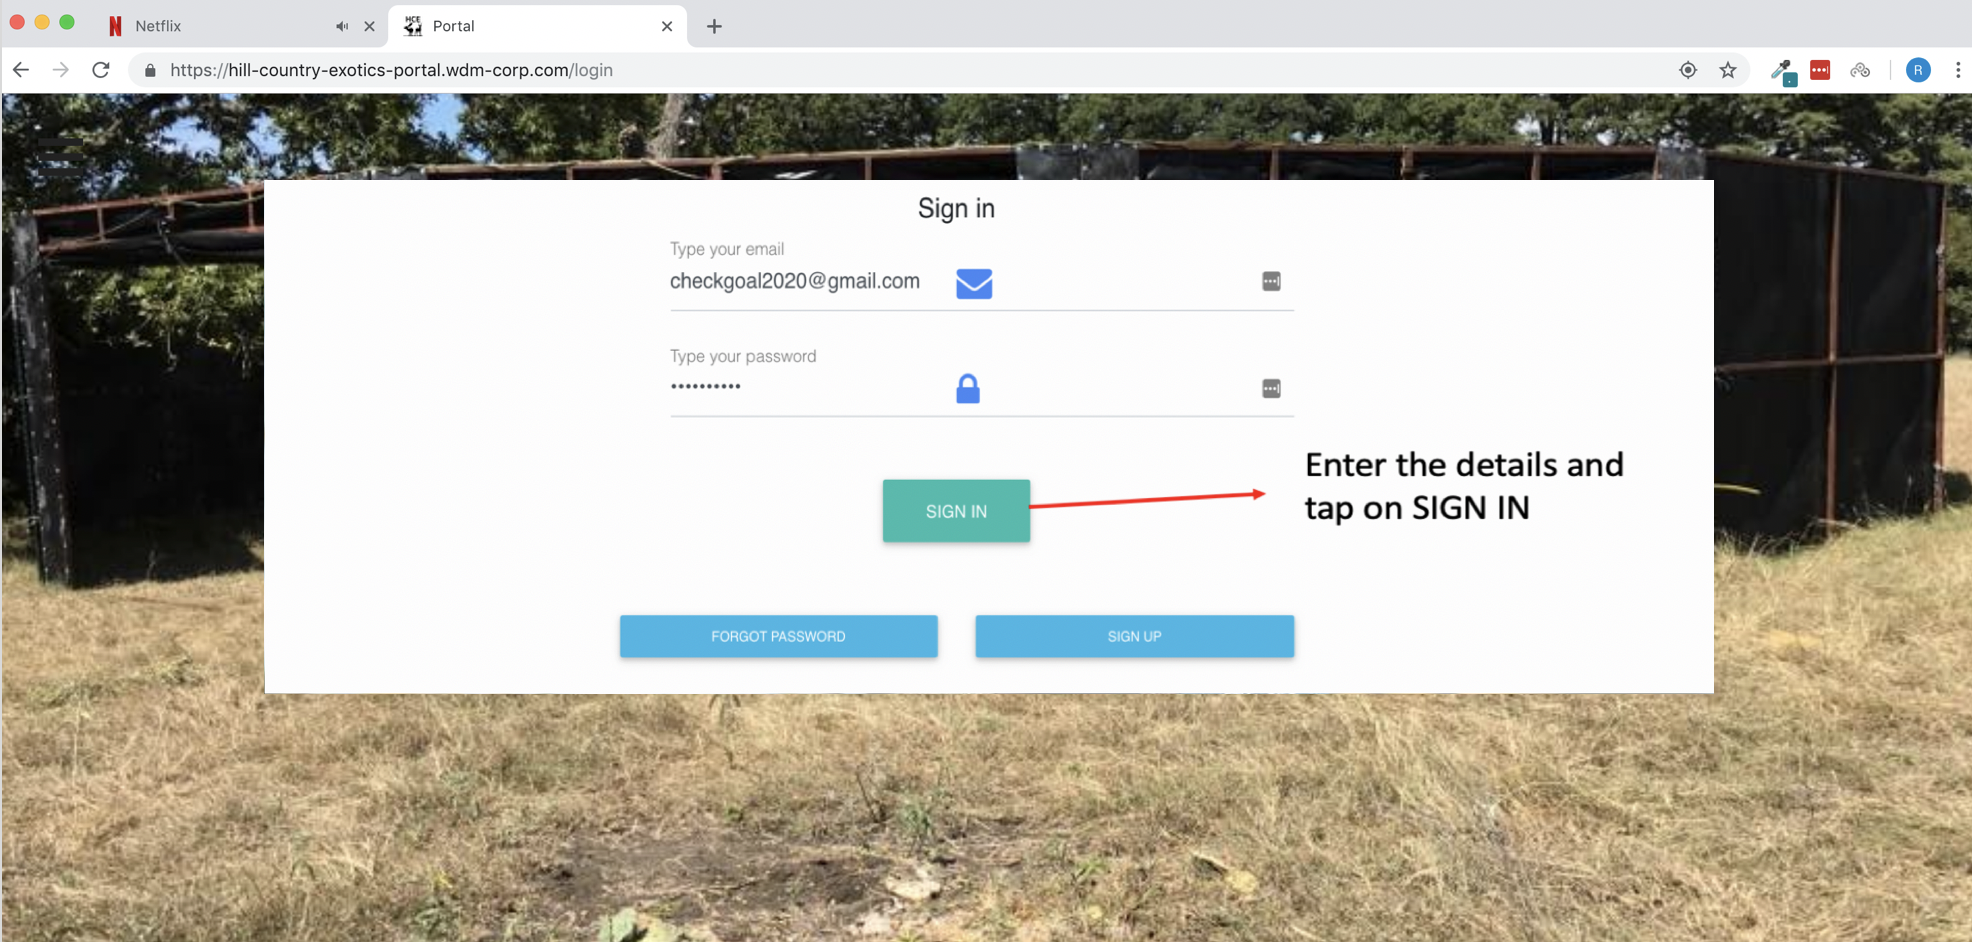 Netflix
HCE Portal
https://hill-country-exotics-portal.wdm-corp.com/login
R
Sign in
Type your email
checkgoal2020@gmail.com
Type your password
••••••••••
Enter the details and
tap on SIGN IN
SIGN IN
FORGOT PASSWORD
SIGN UP